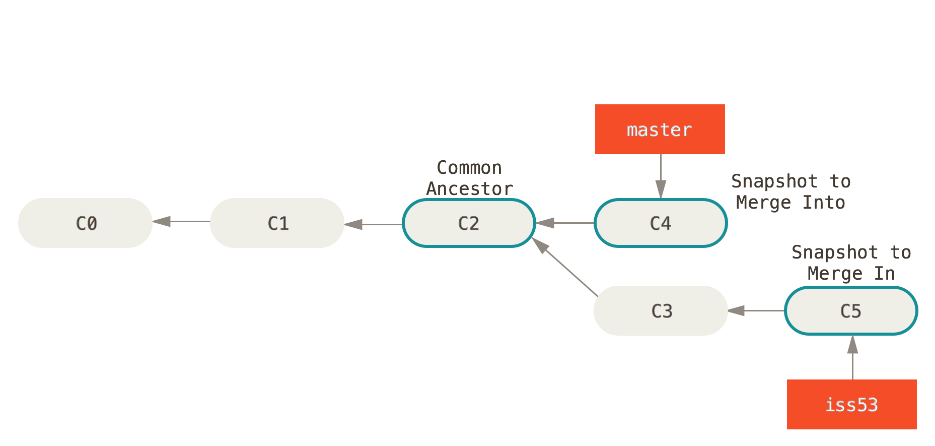 master
Common
Ancestor
Snapshot to
Merge Into
C0
C1
C2
C4
Snapshot to
Merge In
C3
C5
iss53